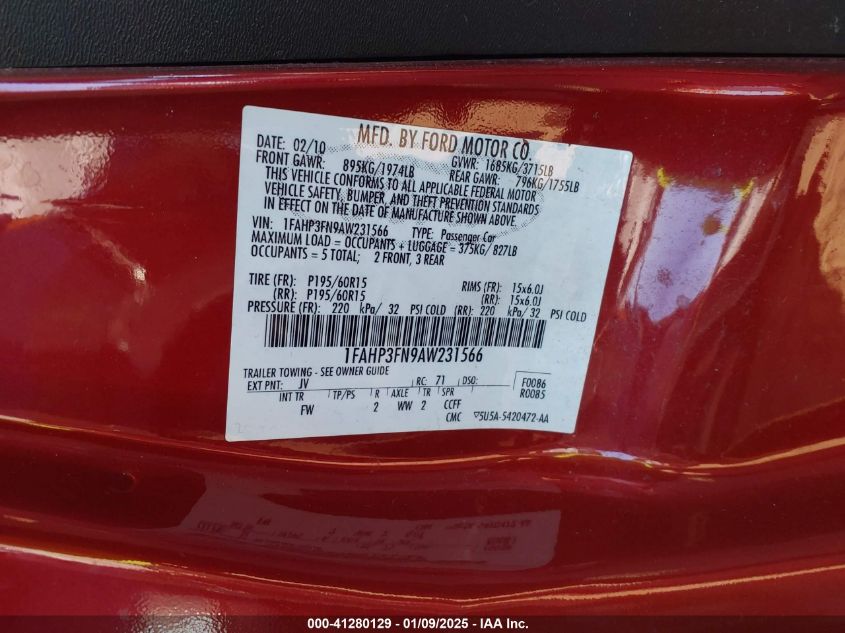 MFD. BY FORD MOTOR CO.
DATE: 02/10 GVWR: 1685KG/3715LB
FRONT GAWR: 895KG/1974LB REAR GAWR: 796KG/1755LB
THIS VEHICLE CONFORMS TO ALL APPLICABLE FEDERAL MOTOR
VEHICLE SAFETY, BUMPER, AND THEFT PREVENTION STANDARDS
IN EFFECT ON THE DATE OF MANUFACTURE SHOWN ABOVE.
VIN: 1FAHP3FN9AW231566 TYPE: Passenger Car
MAXIMUM LOAD = OCCUPANTS + LUGGAGE = 375KG/ 827LB
OCCUPANTS = 5 TOTAL; 2 FRONT, 3 REAR
TIRE (FR): P195/60R15 RIMS (FR): 15x6.0J
(RR): P195/60R15 (RR): 15x6.0J
PRESSURE (FR): 220 kPa/ 32 PSI COLD (RR): 220 kPa/ 32 PSI COLD
1FAHP3FN9AW231566
TRAILER TOWING - SEE OWNER GUIDE
EXT PNT: JV RC: 71 DSO: F0086
INT TR TP/PS R AXLE TR SPR R0085
FW 2 WW 2 CCFF
CMC ▽5U5A-5420472-AA
000-41280129 - 01/09/2025 - IAA Inc.